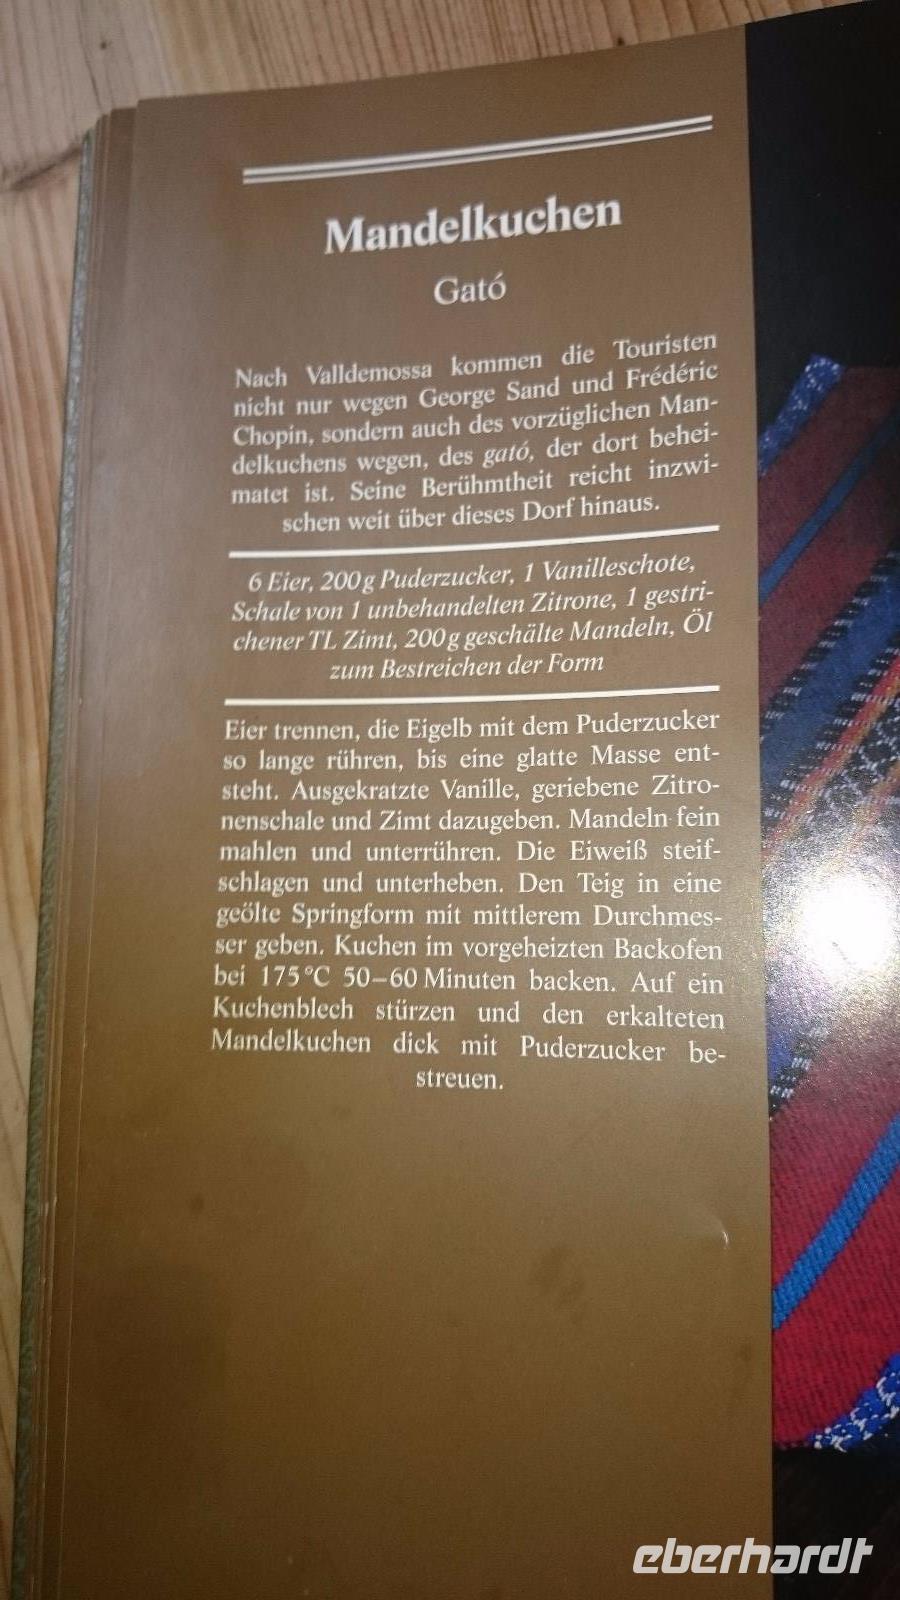 Mandelkuchen
Gató
Nach Valldemossa kommen die Touristen
nicht nur wegen George Sand und Frédéric
Chopin, sondern auch des vorzüglichen Man-
delkuchens wegen, des gató, der dort behei-
matet ist. Seine Berühmtheit reicht inzwi-
schen weit über dieses Dorf hinaus.
6 Eier, 200 g Puderzucker, 1 Vanilleschote,
Schale von 1 unbehandelten Zitrone, 1 gestri-
chener TL Zimt, 200 g geschälte Mandeln, Öl
zum Bestreichen der Form
Eier trennen, die Eigelb mit dem Puderzucker
so lange rühren, bis eine glatte Masse ent-
steht. Ausgekratzte Vanille, geriebene Zitro-
nenschale und Zimt dazugeben. Mandeln fein
mahlen und unterrühren. Die Eiweiß steif-
schlagen und unterheben. Den Teig in eine
geölte Springform mit mittlerem Durchmes-
ser geben. Kuchen im vorgeheizten Backofen
bei 175 °C 50–60 Minuten backen. Auf ein
Kuchenblech stürzen und den erkalteten
Mandelkuchen dick mit Puderzucker be-
streuen.
eberhardt